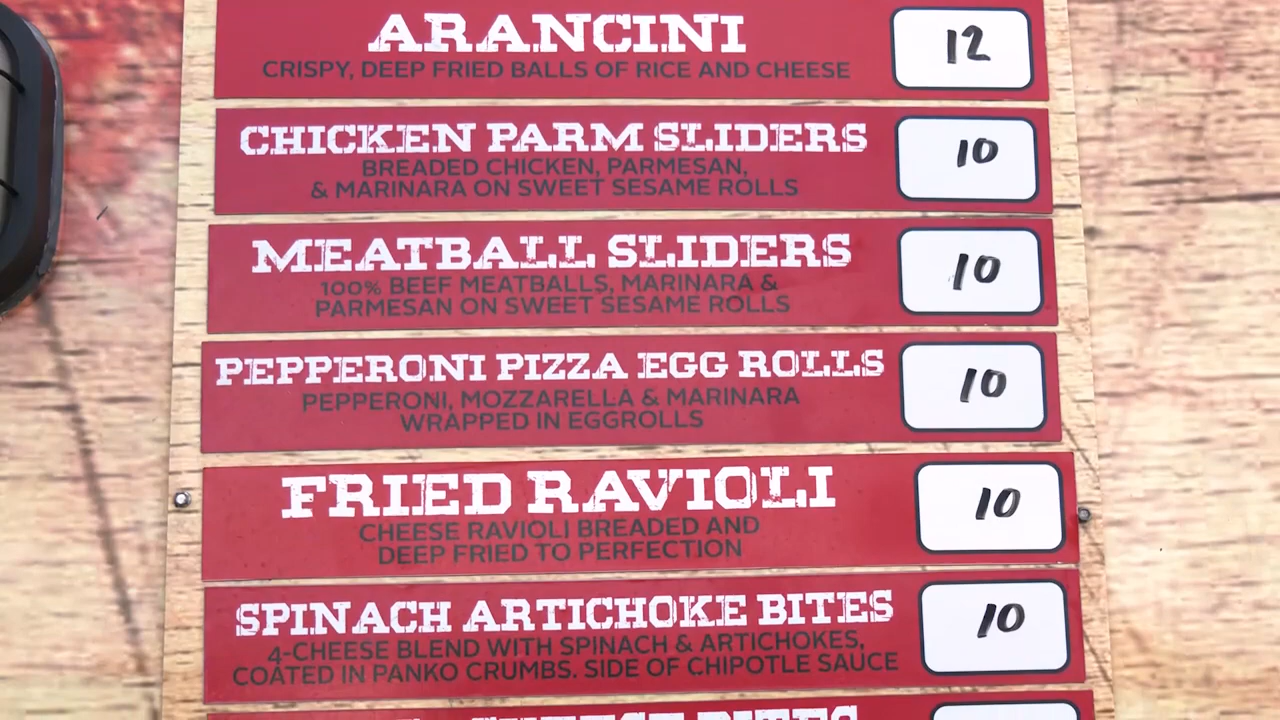 ARANCINI 12
CRISPY, DEEP FRIED BALLS OF RICE AND CHEESE
CHICKEN PARM SLIDERS 10
BREADED CHICKEN, PARMESAN,
& MARINARA ON SWEET SESAME ROLLS
MEATBALL SLIDERS 10
100% BEEF MEATBALLS, MARINARA &
PARMESAN ON SWEET SESAME ROLLS
PEPPERONI PIZZA EGG ROLLS 10
PEPPERONI, MOZZARELLA & MARINARA
WRAPPED IN EGGROLLS
FRIED RAVIOLI 10
CHEESE RAVIOLI BREADED AND
DEEP FRIED TO PERFECTION
SPINACH ARTICHOKE BITES 10
4-CHEESE BLEND WITH SPINACH & ARTICHOKES,
COATED IN PANKO CRUMBS. SIDE OF CHIPOTLE SAUCE
CHEESE BITES